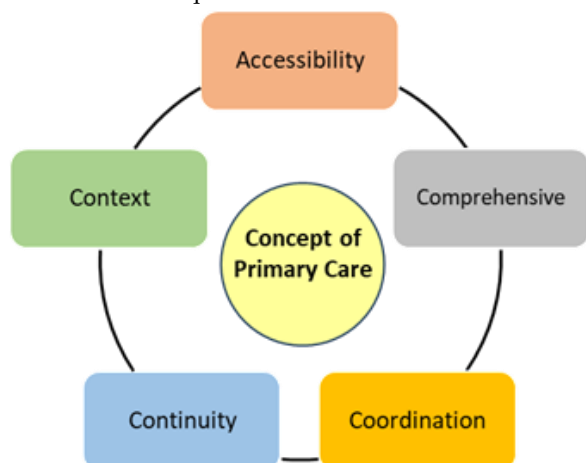 Accessibility
Context
Comprehensive
Concept of
Primary Care
Continuity
Coordination